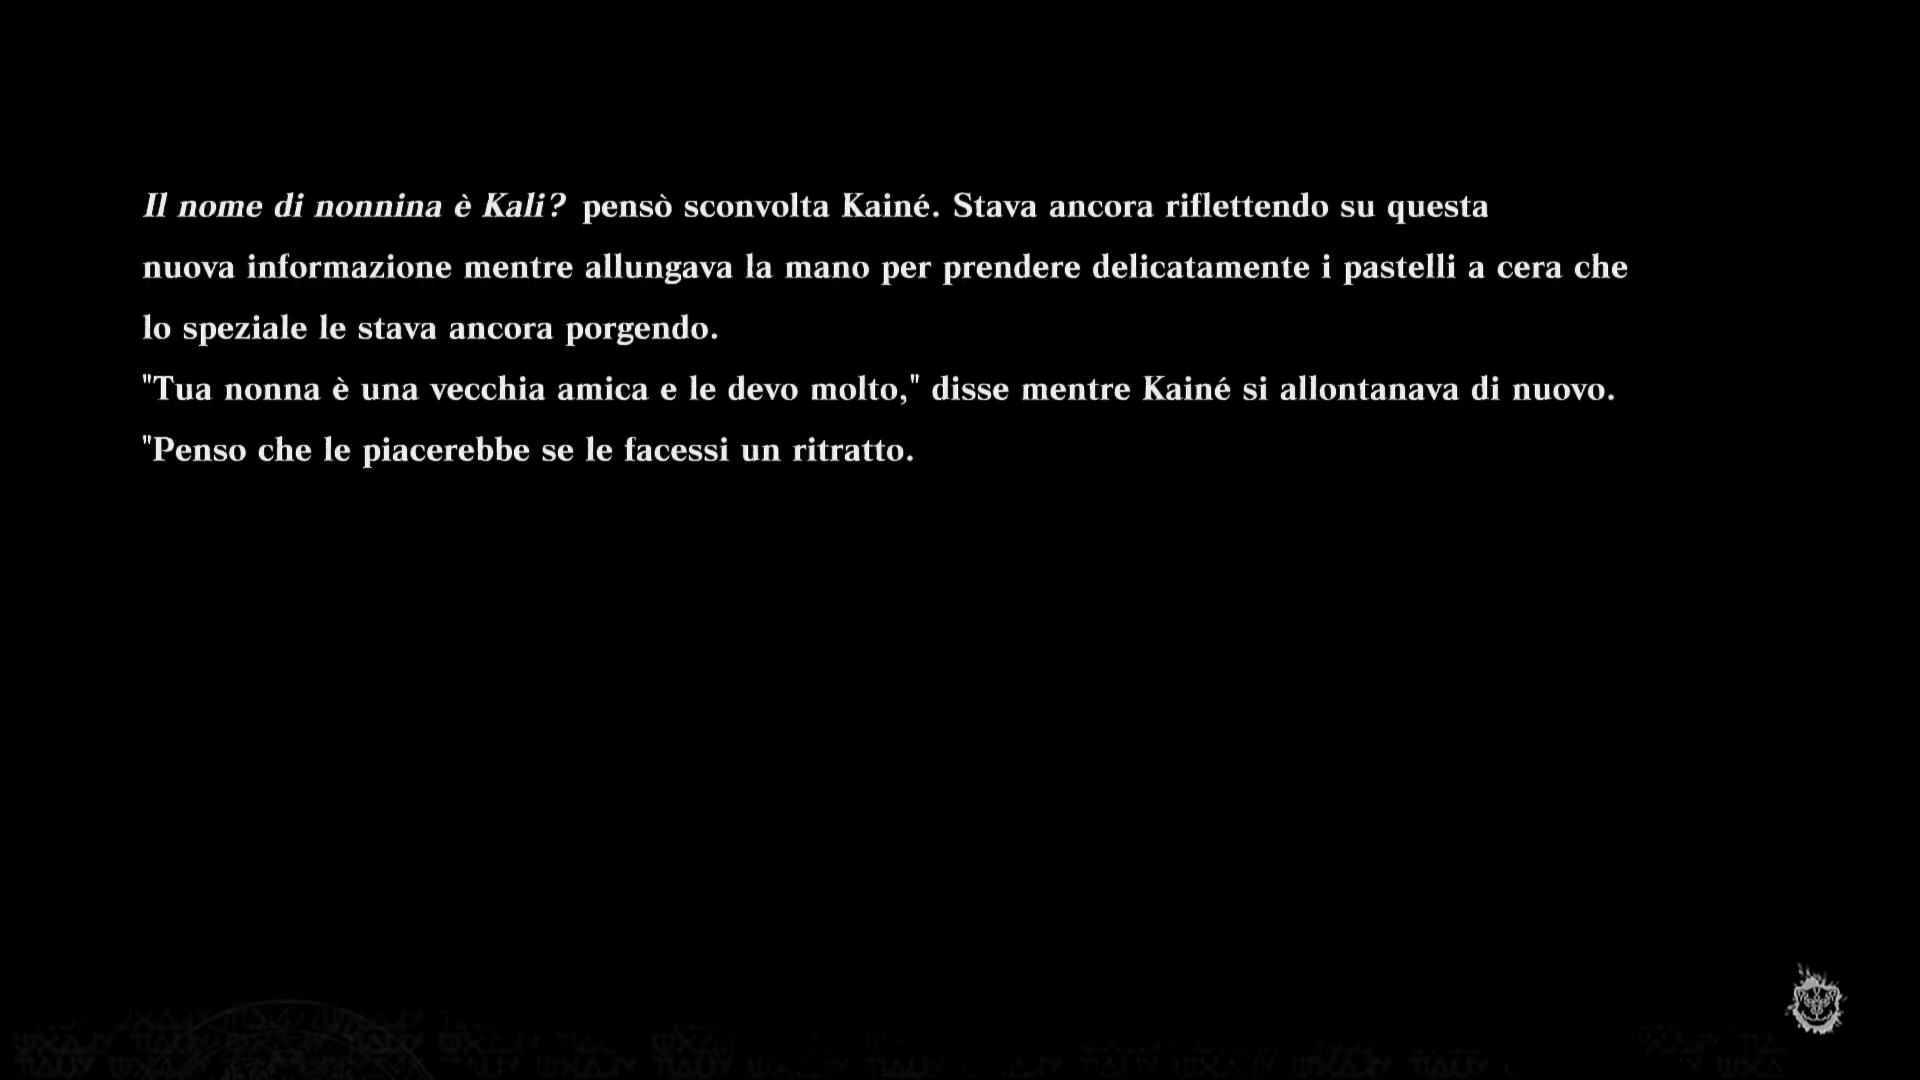 Il nome di nonnina è Kali? pensò sconvolta Kainé. Stava ancora riflettendo su questa
nuova informazione mentre allungava la mano per prendere delicatamente i pastelli a cera che
lo speziale le stava ancora porgendo.
"Tua nonna è una vecchia amica e le devo molto," disse mentre Kainé si allontanava di nuovo.
"Penso che le piacerebbe se le facessi un ritratto.